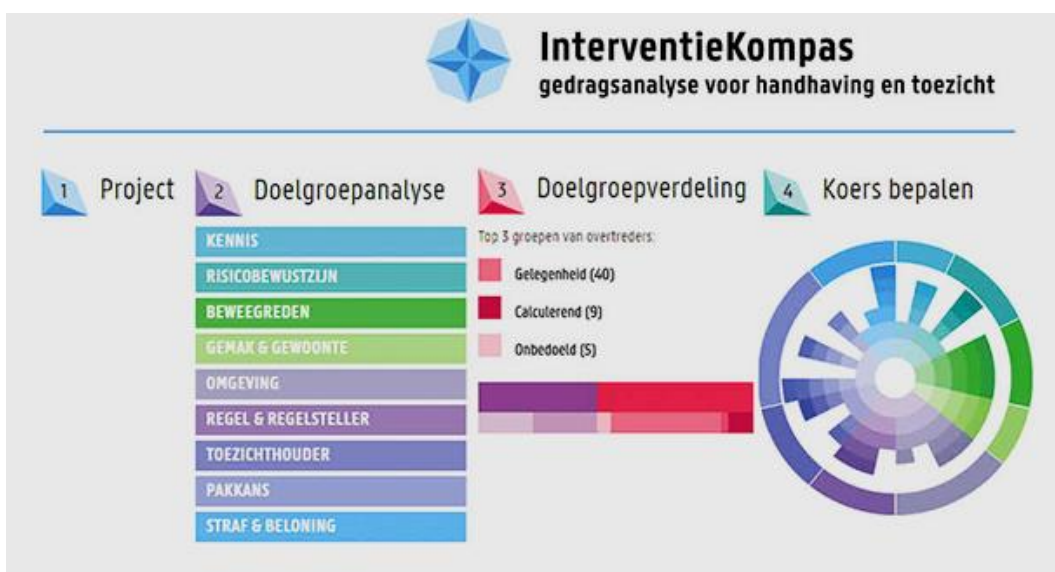 InterventieKompas
gedragsanalyse voor handhaving en toezicht
1 Project
2 Doelgroepanalyse
KENNIS
RISICOBEWUSTZIJN
BEWEEGREDEN
GEMAK & GEWOONTE
OMGEVING
REGEL & REGELSTELLER
TOEZICHTHOUDER
PAKKANS
STRAF & BELONING
3 Doelgroepverdeling
Top 3 groepen van overtreders:
Gelegenheid (40)
Calculerend (9)
Onbedoeld (5)
4 Koers bepalen